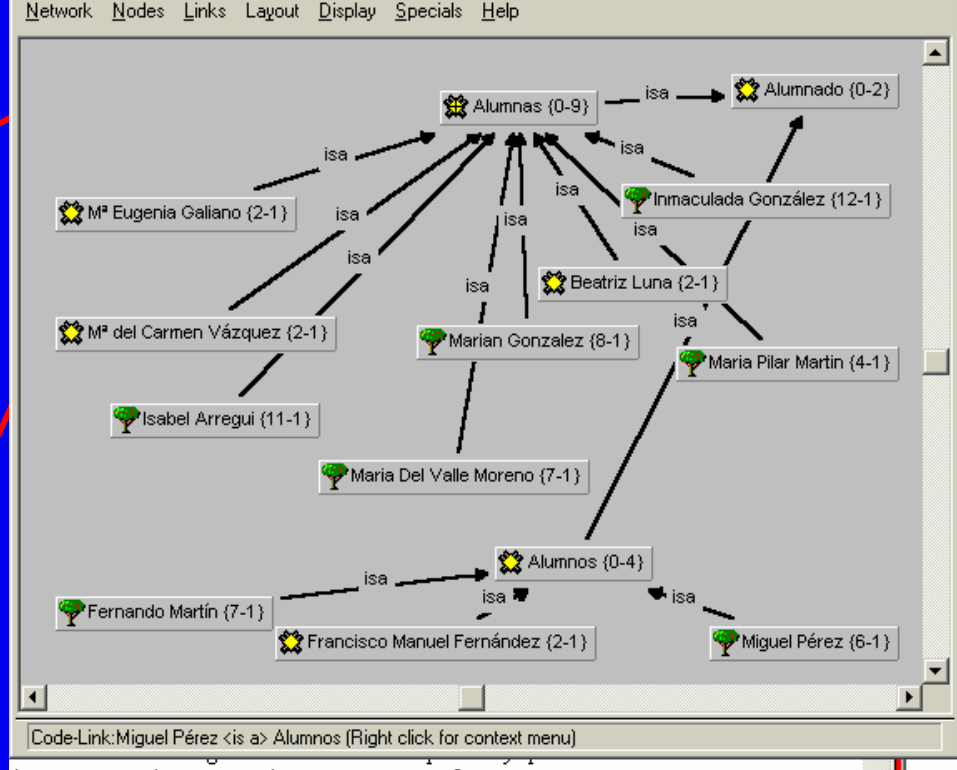 Network Nodes Links Layout Display Specials Help
Alumnado {0-2}
isa
Alumnas {0-9}
isa
isa
Inmaculada González {12-1}
isa
Mª Eugenia Galiano {2-1}
isa
isa
isa
isa
Beatriz Luna {2-1}
isa
isa
Mª del Carmen Vázquez {2-1}
Marian Gonzalez {8-1}
Maria Pilar Martin {4-1}
Isabel Arregui {11-1}
Maria Del Valle Moreno {7-1}
Alumnos {0-4}
isa
isa
isa
Fernando Martín {7-1}
Francisco Manuel Fernández {2-1}
Miguel Pérez {6-1}
Code-Link:Miguel Pérez <is a> Alumnos (Right click for context menu)